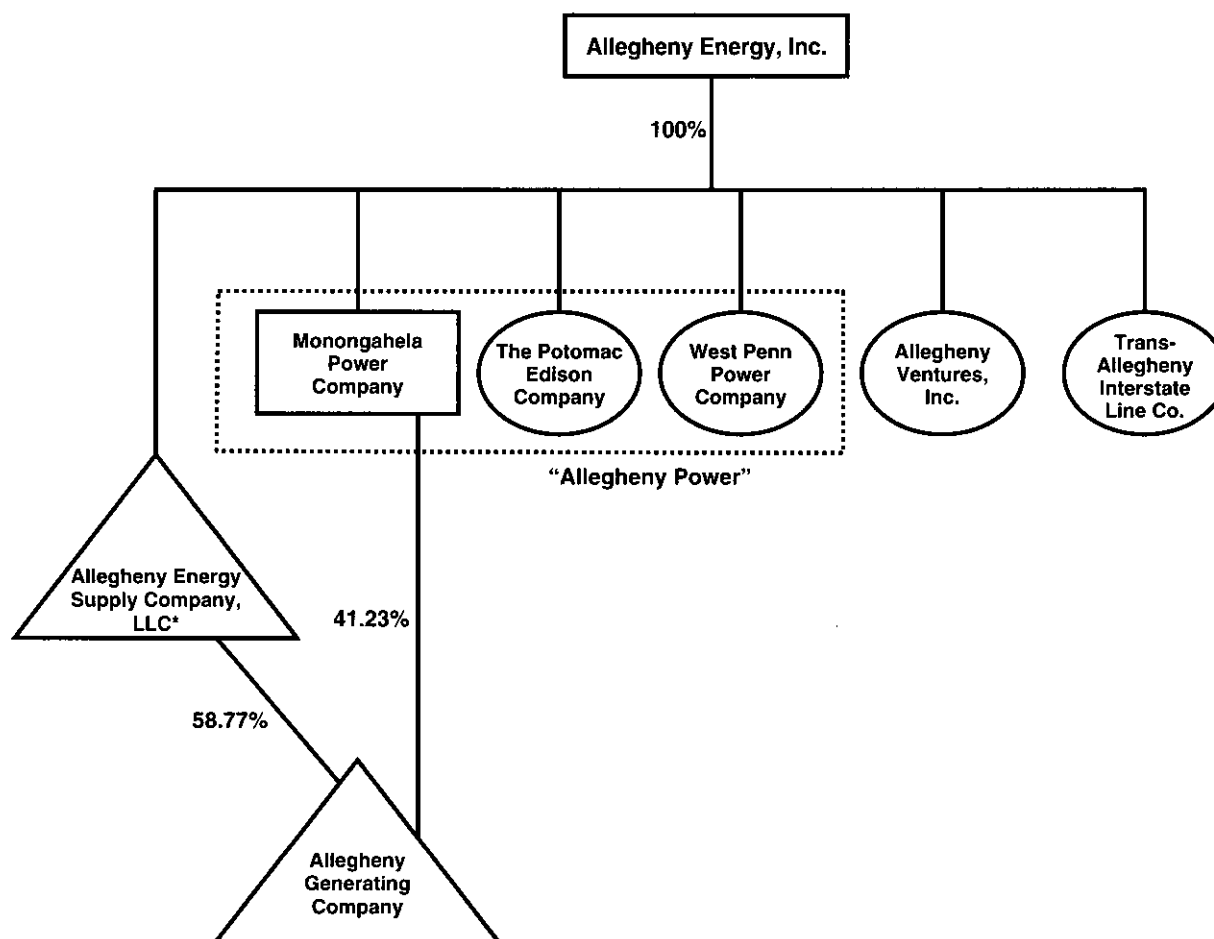 Allegheny Energy, Inc.
100%
Monongahela
Power
Company
The Potomac
Edison
Company
West Penn
Power
Company
Allegheny
Ventures,
Inc.
Trans-
Allegheny
Interstate
Line Co.
“Allegheny Power”
Allegheny Energy
Supply Company,
LLC*
41.23%
58.77%
Allegheny
Generating
Company